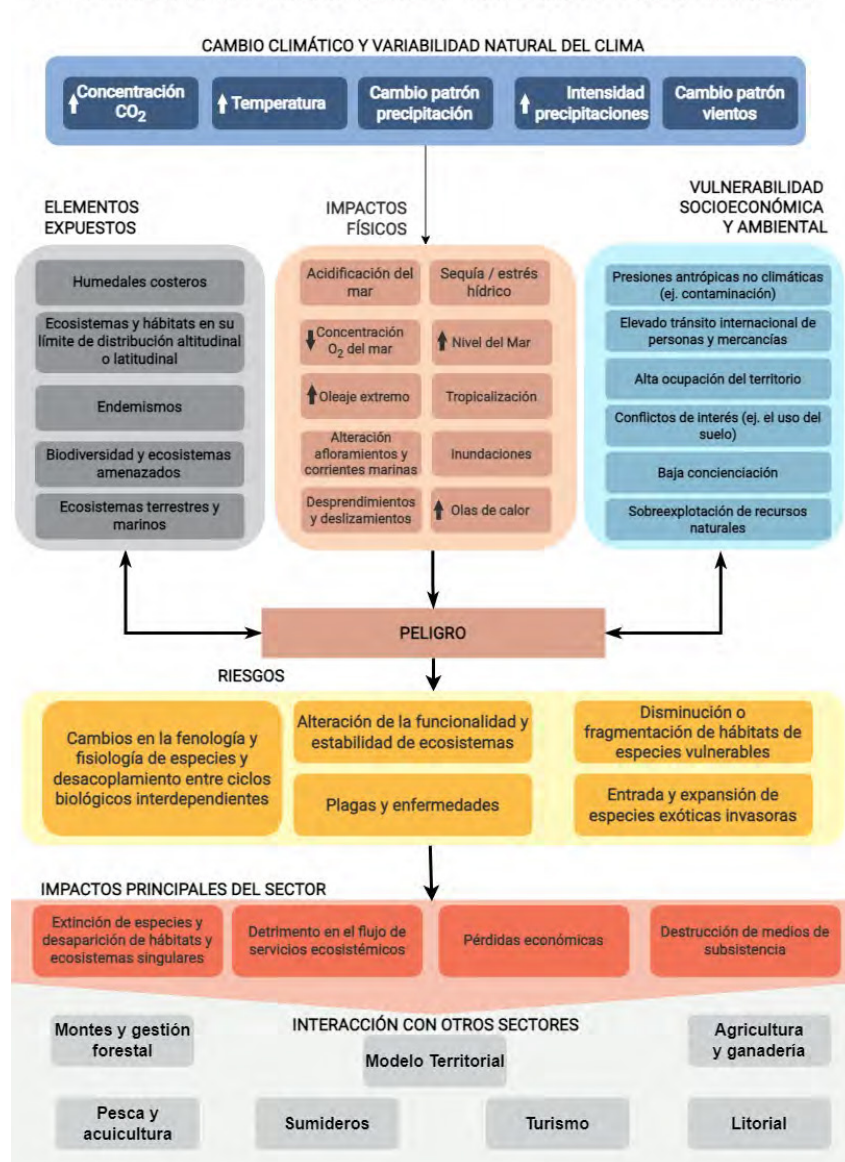 CAMBIO CLIMÁTICO Y VARIABILIDAD NATURAL DEL CLIMA
Concentración
CO2
Temperatura
Cambio patrón
precipitación
Intensidad
precipitaciones
Cambio patrón
vientos
ELEMENTOS
EXPUESTOS
Humedales costeros
Ecosistemas y hábitats en su
límite de distribución altitudinal
o latitudinal
Endemismos
Biodiversidad y ecosistemas
amenazados
Ecosistemas terrestres y
marinos
IMPACTOS
FÍSICOS
Acidificación del
mar
Sequía / estrés
hídrico
Concentración
O2 del mar
Nivel del Mar
Oleaje extremo
Tropicalización
Alteración
afloramientos y
corrientes marinas
Inundaciones
Desprendimientos
y deslizamientos
Olas de calor
VULNERABILIDAD
SOCIOECONÓMICA
Y AMBIENTAL
Presiones antrópicas no climáticas
(ej. contaminación)
Elevado tránsito internacional de
personas y mercancías
Alta ocupación del territorio
Conflictos de interés (ej. el uso del
suelo)
Baja concienciación
Sobreexplotación de recursos
naturales
PELIGRO
RIESGOS
Cambios en la fenología y
fisiología de especies y
desacoplamiento entre ciclos
biológicos interdependientes
Alteración de la funcionalidad y
estabilidad de ecosistemas
Disminución o
fragmentación de hábitats de
especies vulnerables
Plagas y enfermedades
Entrada y expansión de
especies exóticas invasoras
IMPACTOS PRINCIPALES DEL SECTOR
Extinción de especies y
desaparición de hábitats y
ecosistemas singulares
Detrimento en el flujo de
servicios ecosistémicos
Pérdidas económicas
Destrucción de medios de
subsistencia
INTERACCIÓN CON OTROS SECTORES
Montes y gestión
forestal
Modelo Territorial
Agricultura
y ganadería
Pesca y
acuicultura
Sumideros
Turismo
Litorial